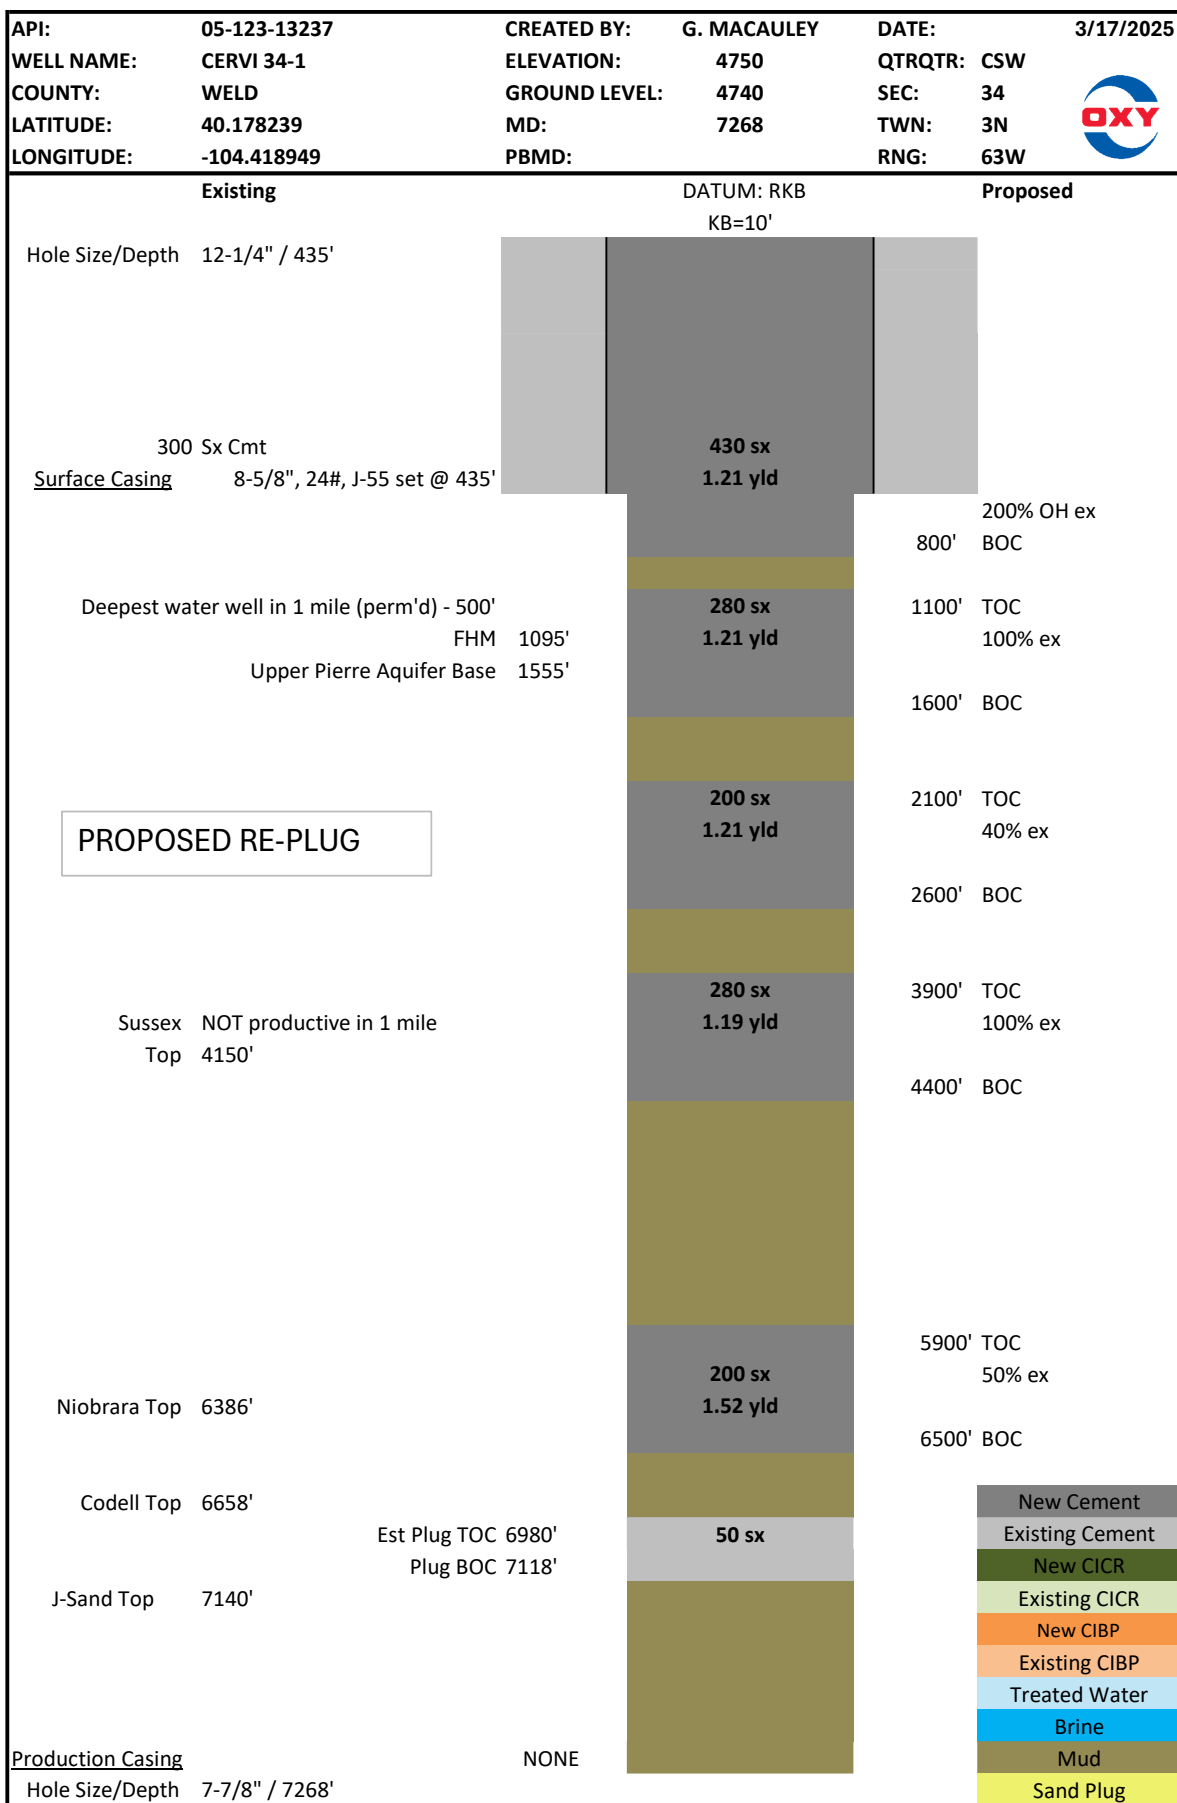 API: 05-123-13237 CREATED BY: G. MACAULEY DATE: 3/17/2025
WELL NAME: CERVI 34-1 ELEVATION: 4750 QTRQTR: CSW
COUNTY: WELD GROUND LEVEL: 4740 SEC: 34
LATITUDE: 40.178239 MD: 7268 TWN: 3N
OXY
LONGITUDE: -104.418949 PBMD: RNG: 63W
Existing DATUM: RKB Proposed
KB=10'
Hole Size/Depth 12-1/4" / 435'
300 Sx Cmt 430 sx
Surface Casing 8-5/8", 24#, J-55 set @ 435' 1.21 yld
200% OH ex
800' BOC
Deepest water well in 1 mile (perm'd) - 500' 280 sx 1100' TOC
FHM 1095' 1.21 yld 100% ex
Upper Pierre Aquifer Base 1555'
1600' BOC
200 sx 2100' TOC
PROPOSED RE-PLUG 1.21 yld 40% ex
2600' BOC
280 sx 3900' TOC
Sussex NOT productive in 1 mile 1.19 yld 100% ex
Top 4150'
4400' BOC
5900' TOC
200 sx 50% ex
Niobrara Top 6386' 1.52 yld
6500' BOC
Codell Top 6658' New Cement
Est Plug TOC 6980' 50 sx Existing Cement
Plug BOC 7118' New CICR
J-Sand Top 7140' Existing CICR
New CIBP
Existing CIBP
Treated Water
Brine
Production Casing NONE Mud
Hole Size/Depth 7-7/8" / 7268' Sand Plug